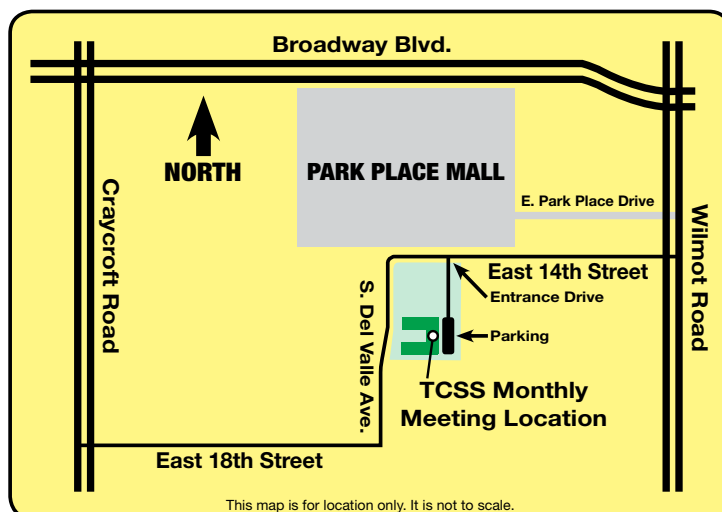 Broadway Blvd.
NORTH
PARK PLACE MALL
E. Park Place Drive
Craycroft Road
Wilmot Road
East 14th Street
Entrance Drive
S. Del Valle Ave.
Parking
TCSS Monthly
Meeting Location
East 18th Street
This map is for location only. It is not to scale.